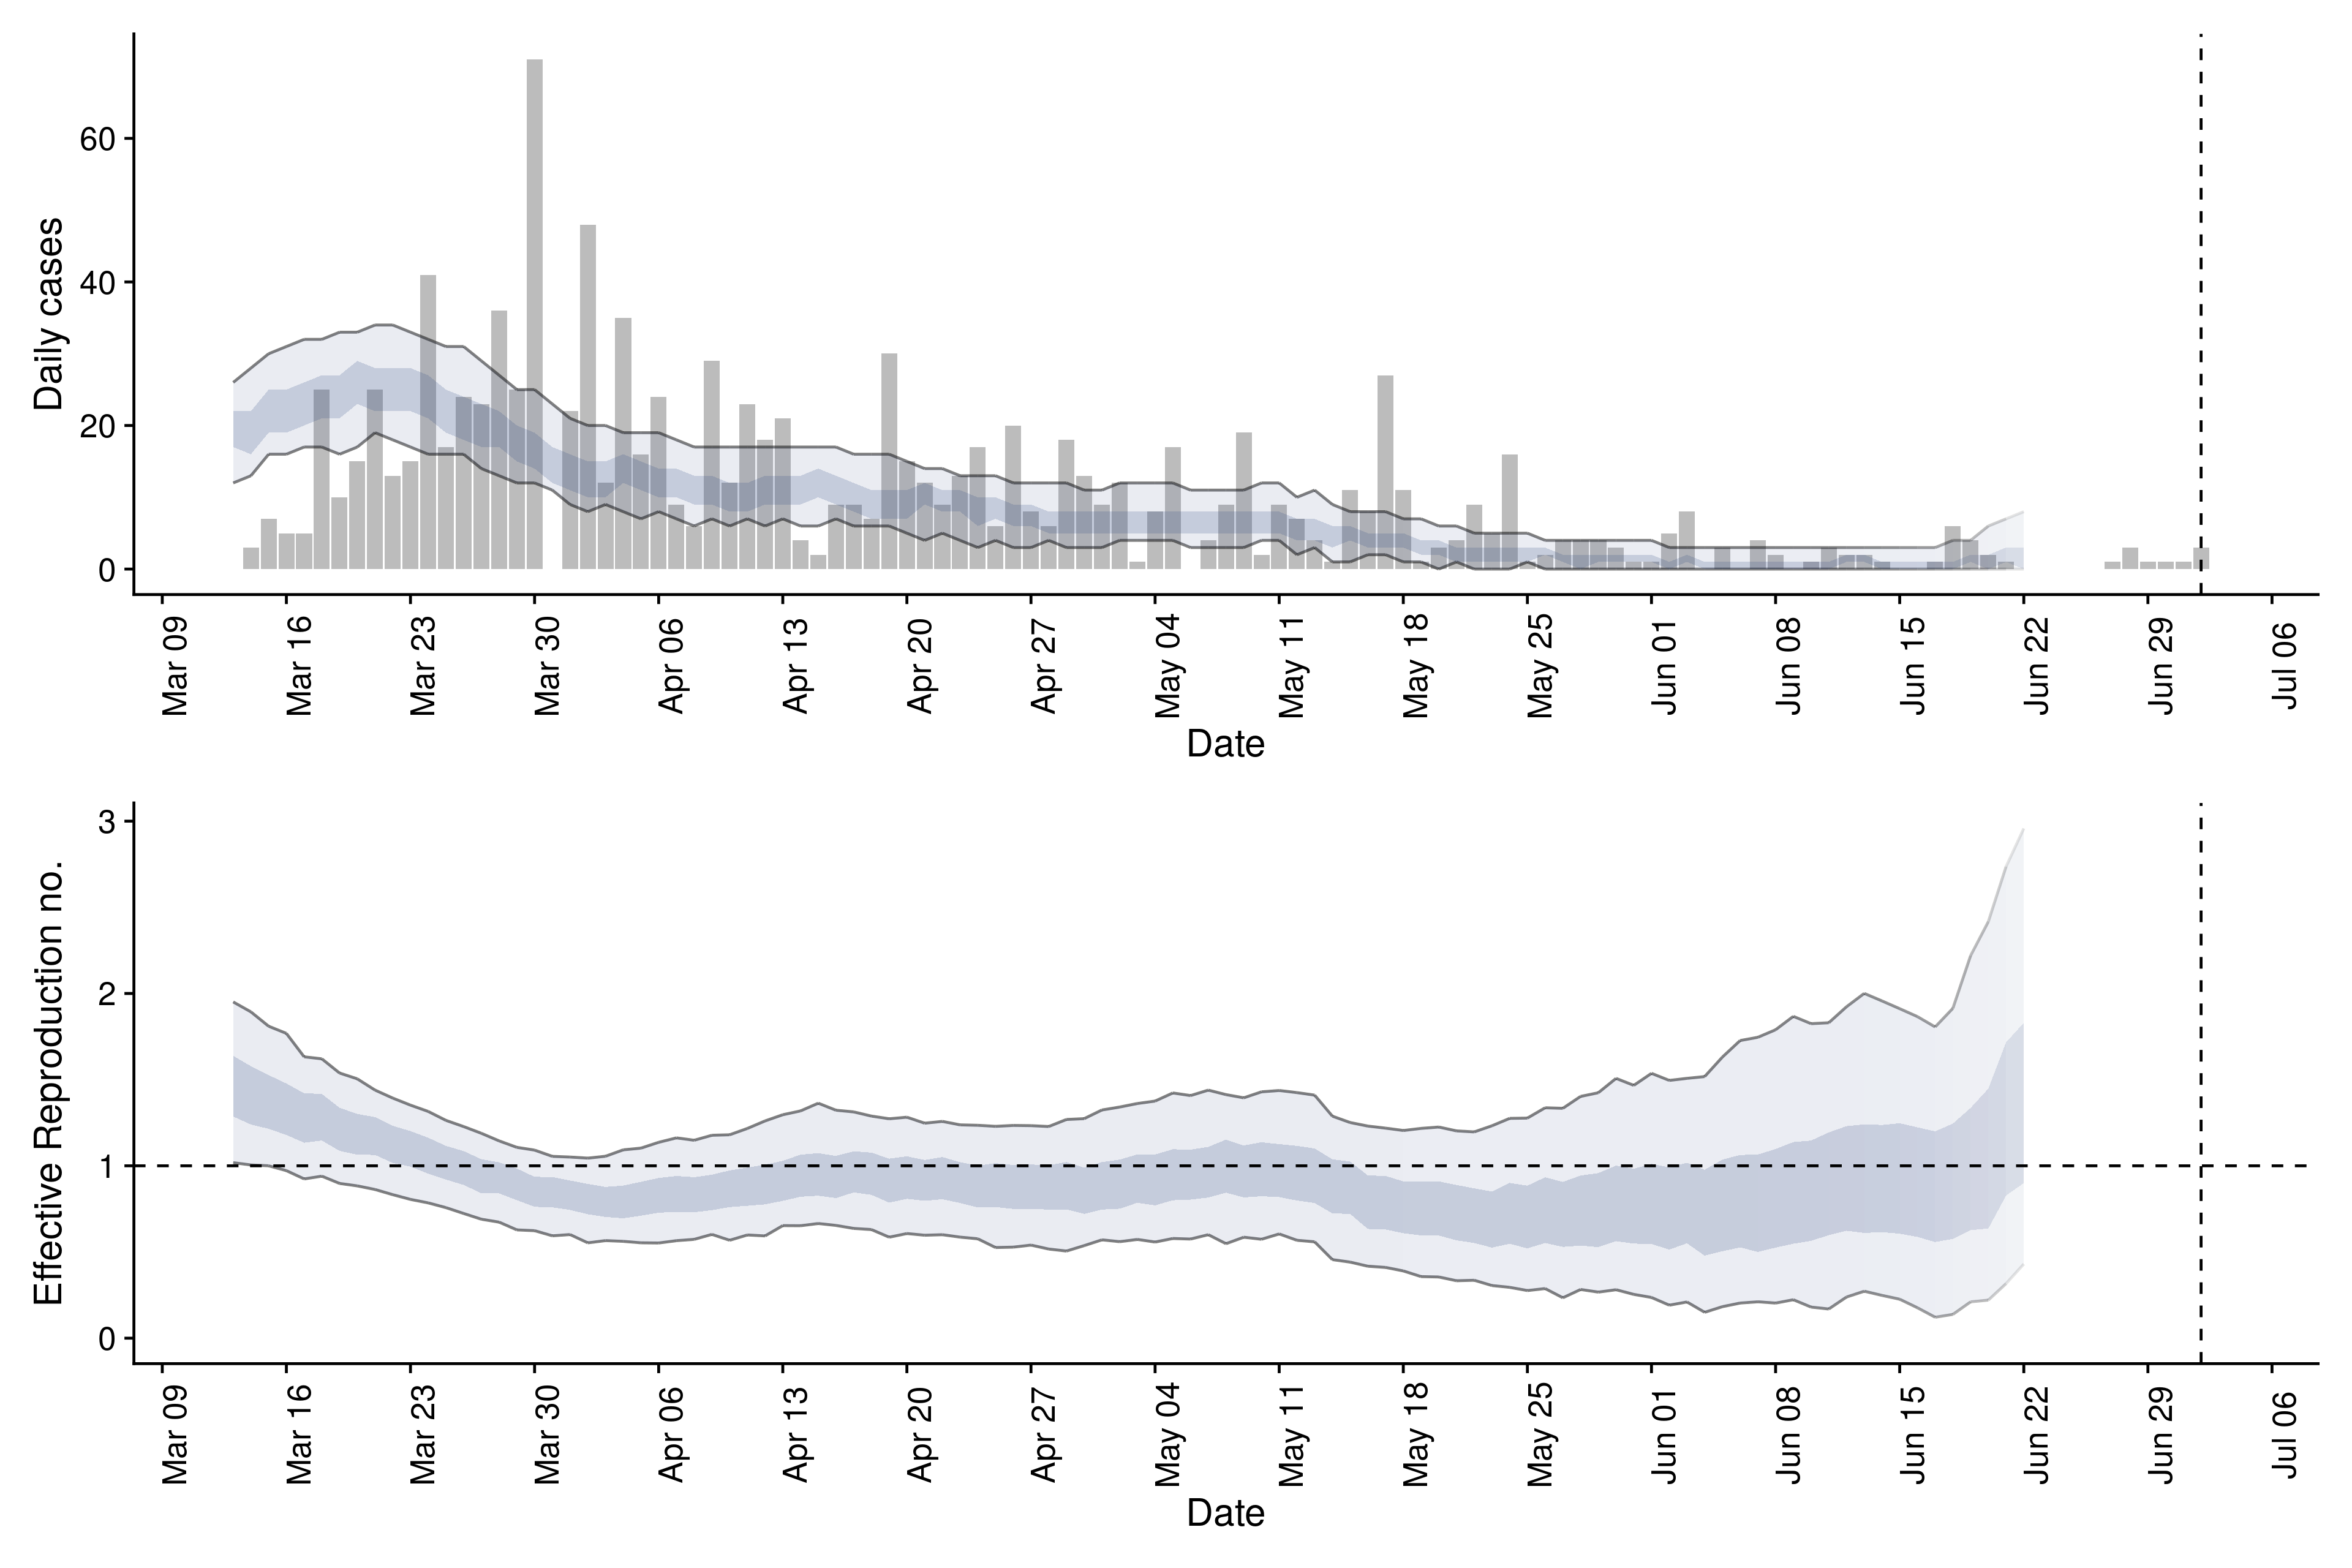 Daily cases
60
40
20
0
Mar 09
Mar 16
Mar 23
Mar 30
Apr 06
Apr 13
Apr 20
Apr 27
May 04
May 11
May 18
May 25
Jun 01
Jun 08
Jun 15
Jun 22
Jun 29
Jul 06
Date
Effective Reproduction no.
3
2
1
0
Mar 09
Mar 16
Mar 23
Mar 30
Apr 06
Apr 13
Apr 20
Apr 27
May 04
May 11
May 18
May 25
Jun 01
Jun 08
Jun 15
Jun 22
Jun 29
Jul 06
Date